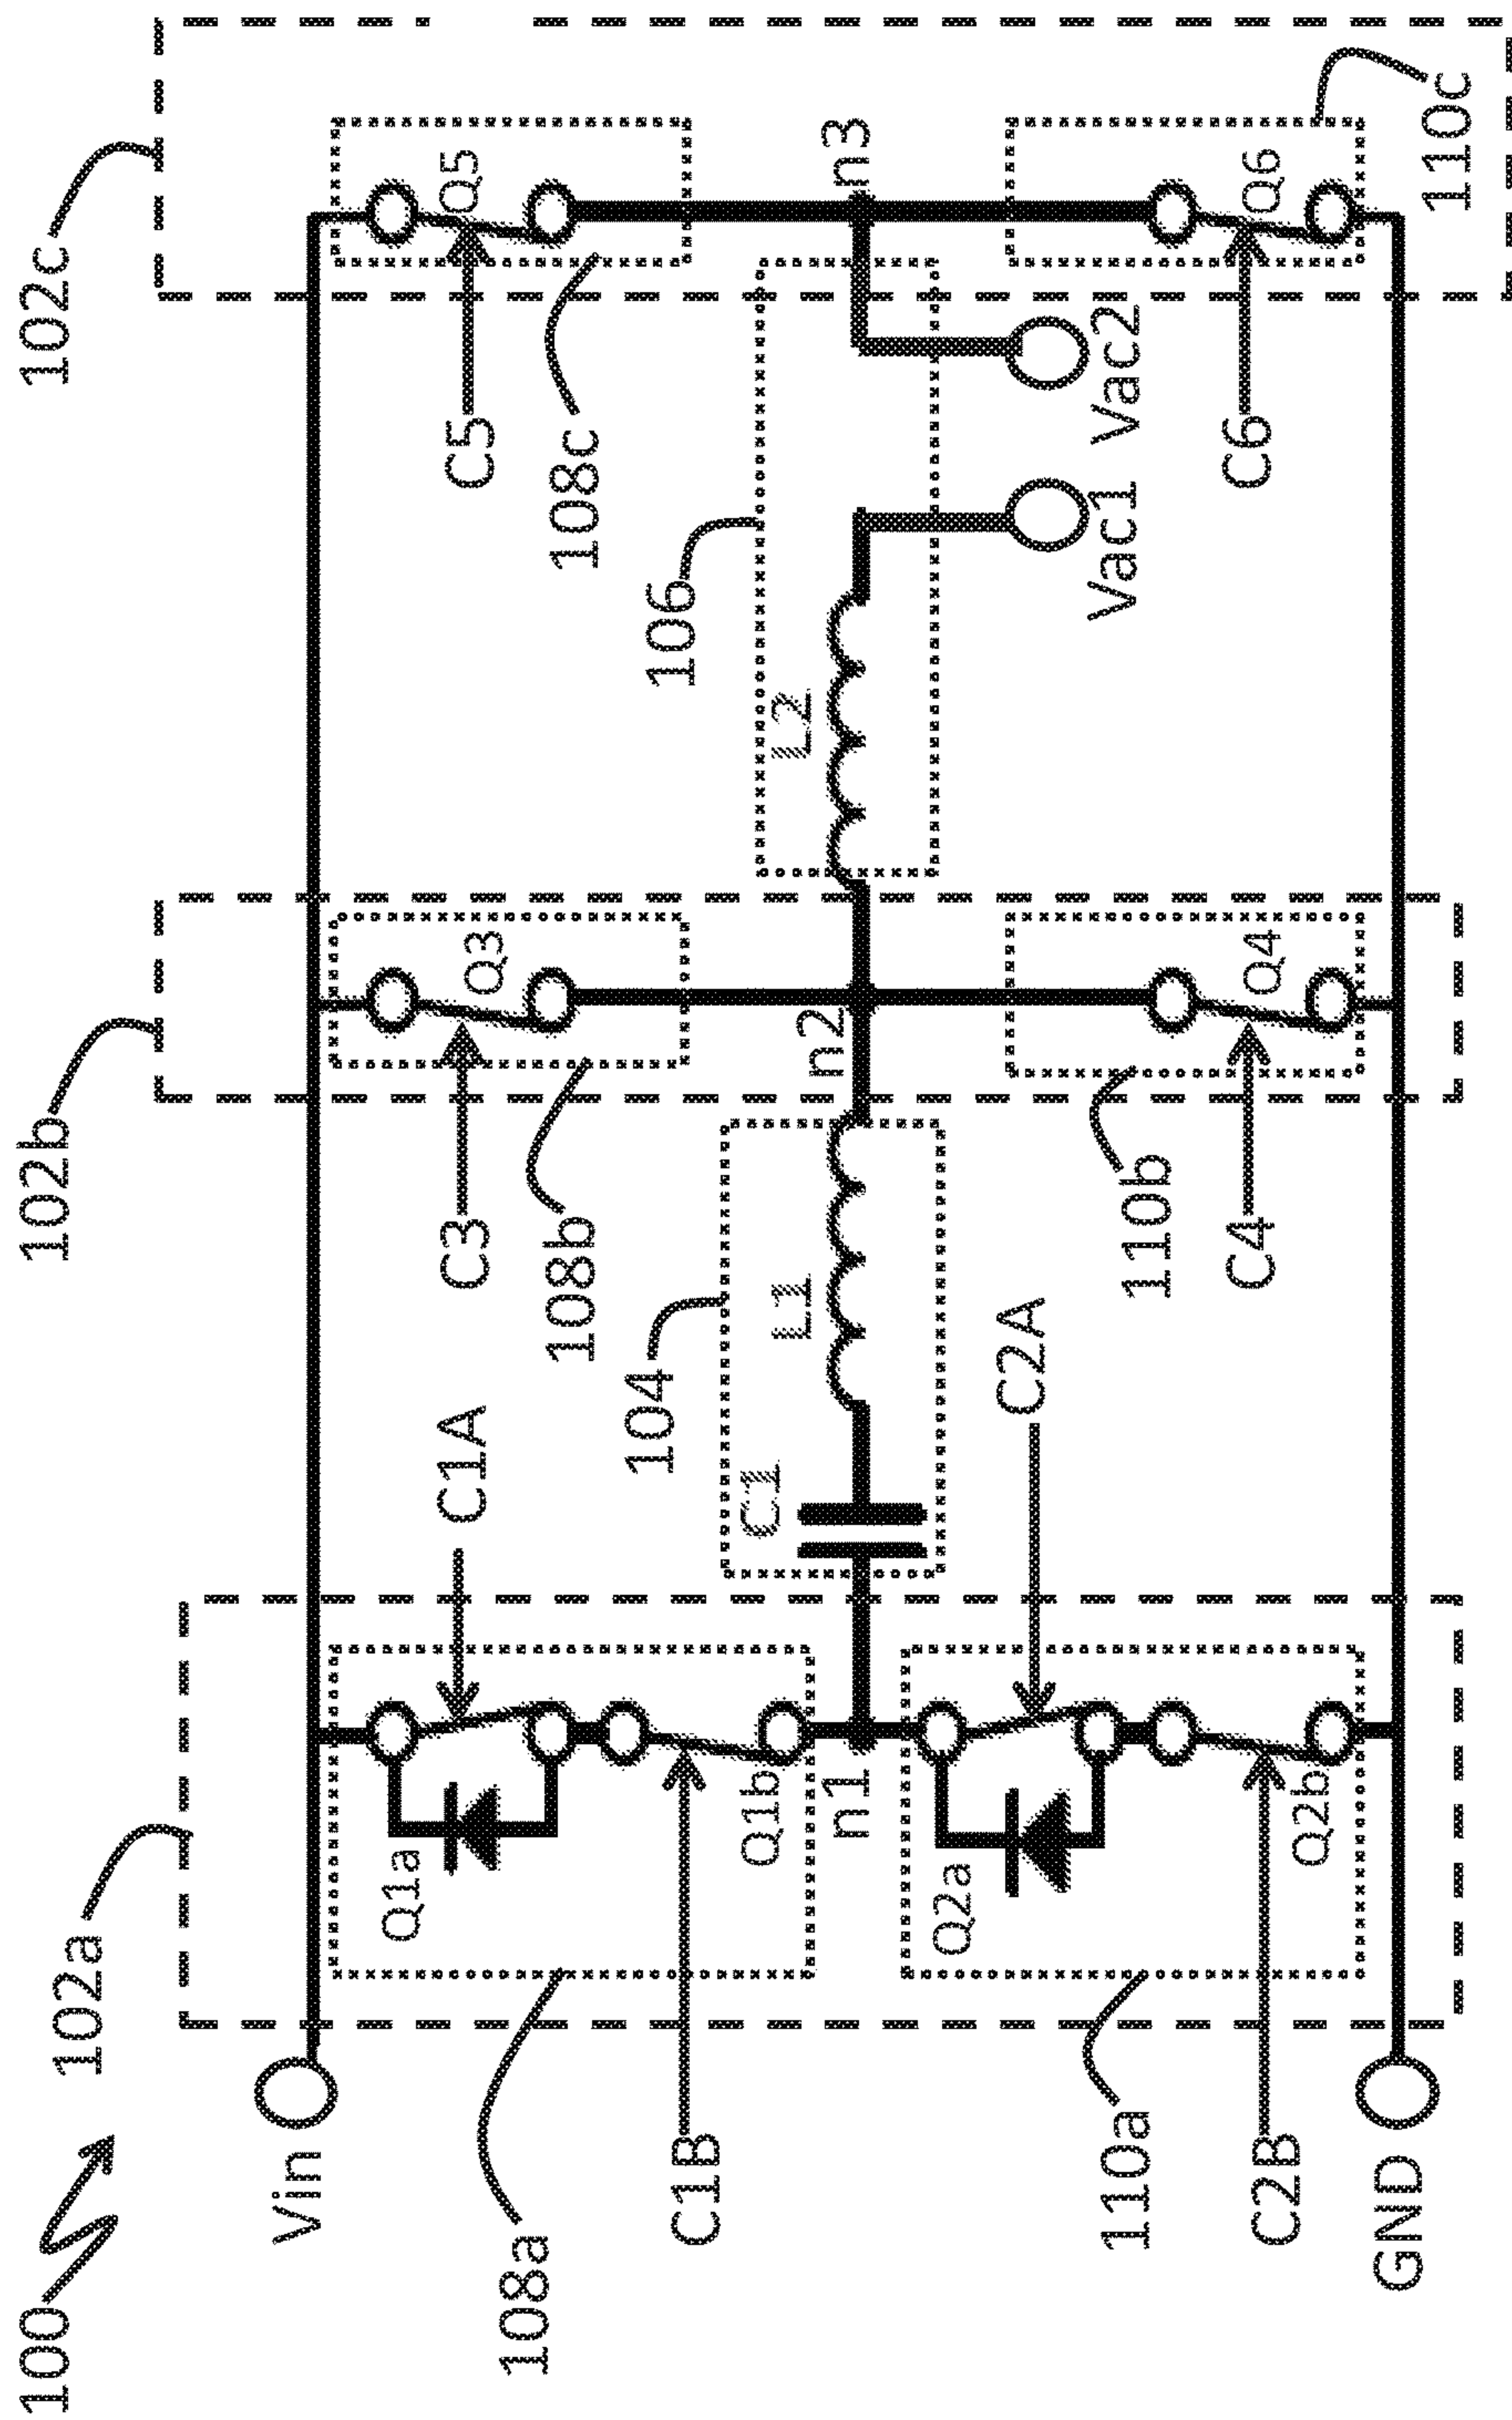 100
102a
102b
102c
Vin
Q1a
C1A
C3
Q3
C5
Q5
108a
108b
108c
C1B
Q1b
104
106
C1
L1
L2
n1
n2
n3
Q2a
C2A
Vac1
Vac2
110a
110b
C2B
Q2b
C4
Q4
C6
Q6
GND
110c